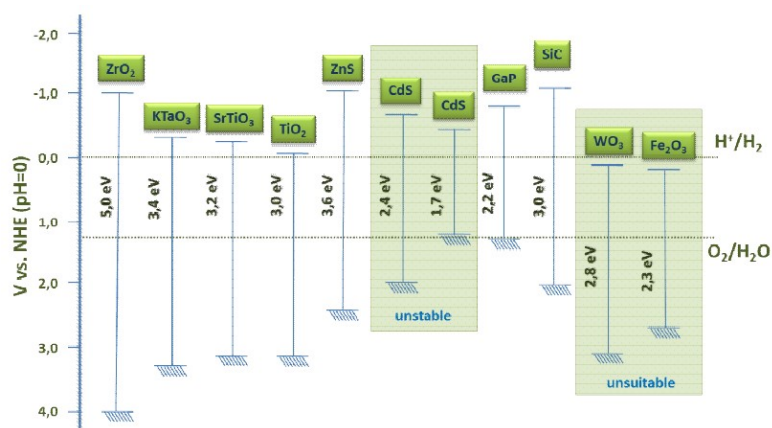 -2,0
-1,0
0,0
1,0
2,0
3,0
4,0
V vs. NHE (pH=0)
ZrO₂
5,0 eV
KTaO₃
3,4 eV
SrTiO₃
3,2 eV
TiO₂
3,0 eV
ZnS
3,6 eV
CdS
2,4 eV
CdS
1,7 eV
unstable
GaP
2,2 eV
SiC
3,0 eV
WO₃
2,8 eV
Fe₂O₃
2,3 eV
unsuitable
H⁺/H₂
O₂/H₂O